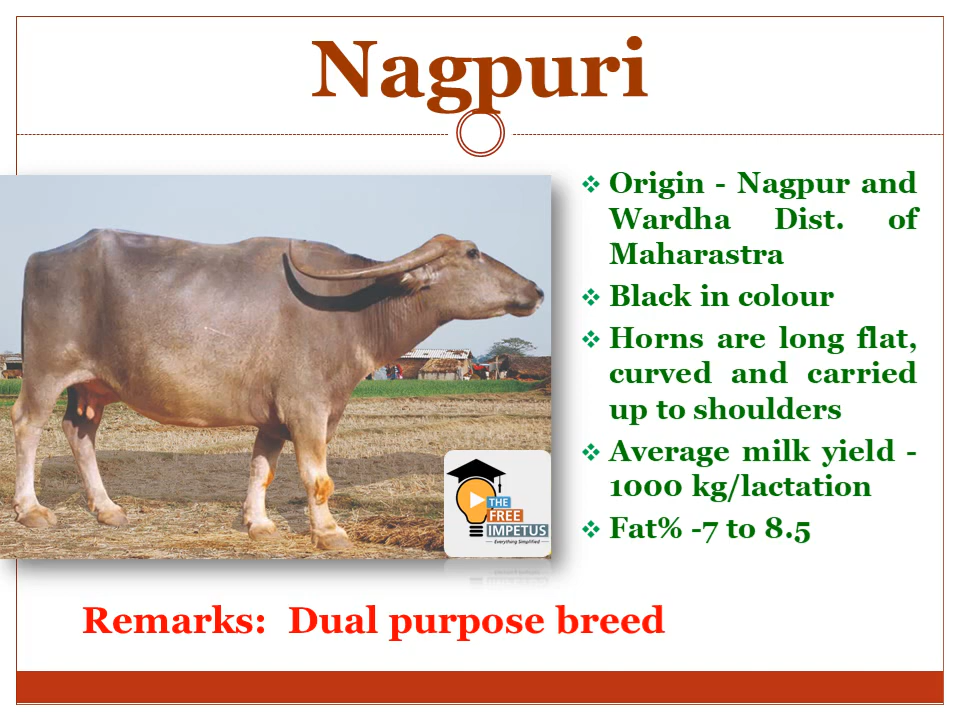 Nagpuri
❖ Origin - Nagpur and
Wardha Dist. of
Maharastra
❖ Black in colour
❖ Horns are long flat,
curved and carried
up to shoulders
❖ Average milk yield -
1000 kg/lactation
❖ Fat% -7 to 8.5
THE
FREE
IMPETUS
Everything Simplified
Remarks: Dual purpose breed